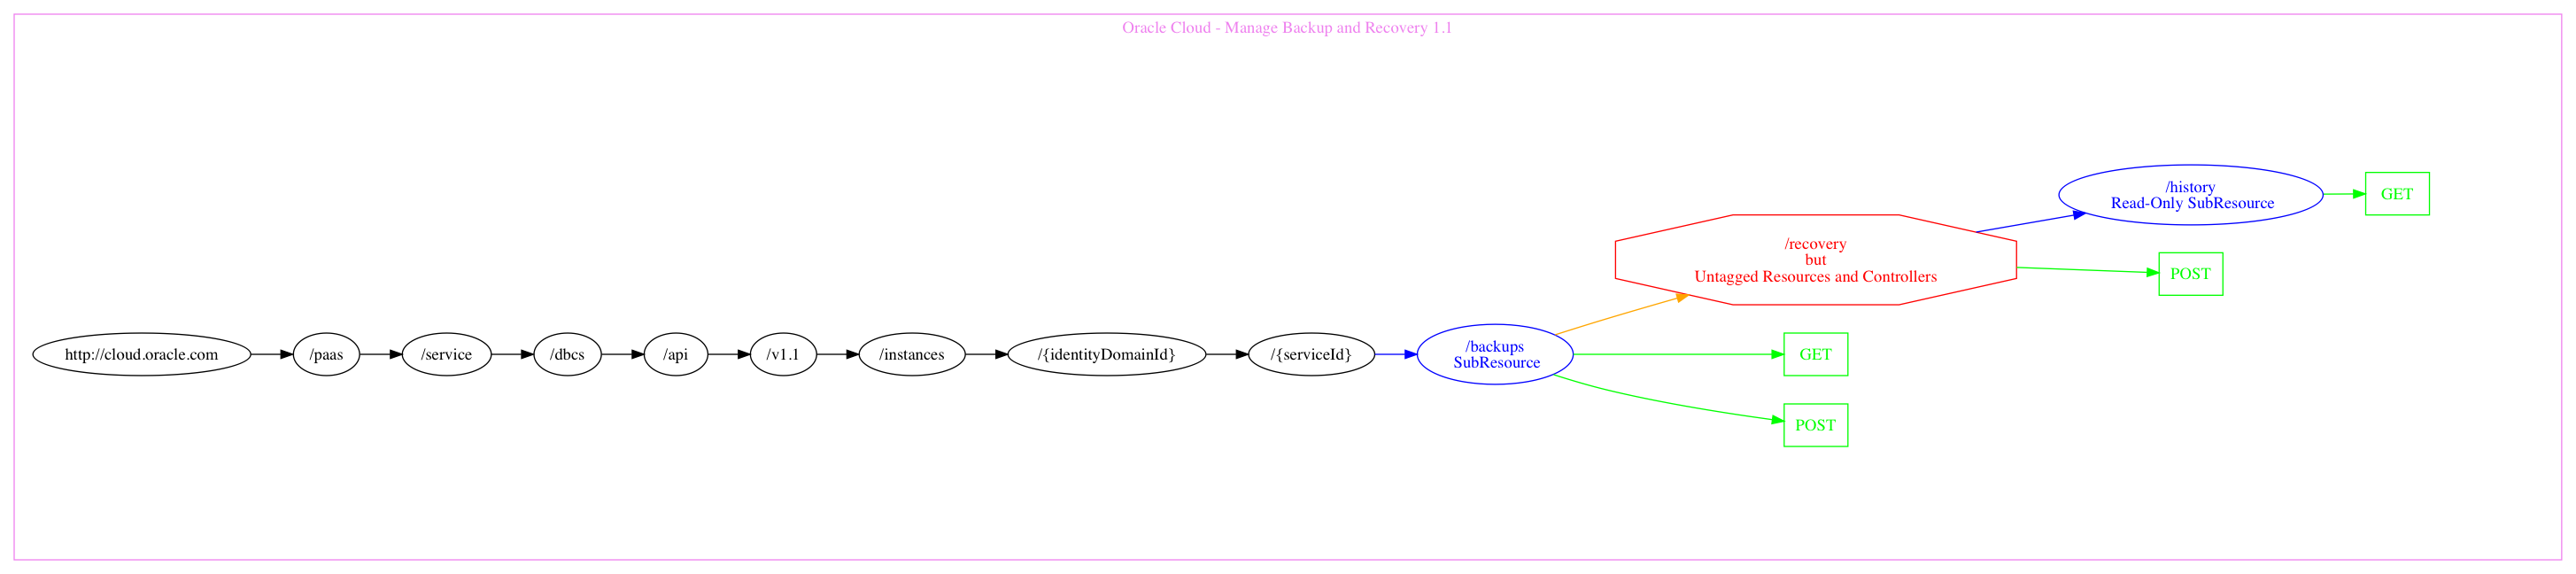 Oracle Cloud - Manage Backup and Recovery 1.1
http://cloud.oracle.com
/paas
/service
/dbcs
/api
/v1.1
/instances
/{identityDomainId}
/{serviceId}
/backups
SubResource
/recovery
but
Untagged Resources and Controllers
/history
Read-Only SubResource
GET
POST
GET
POST